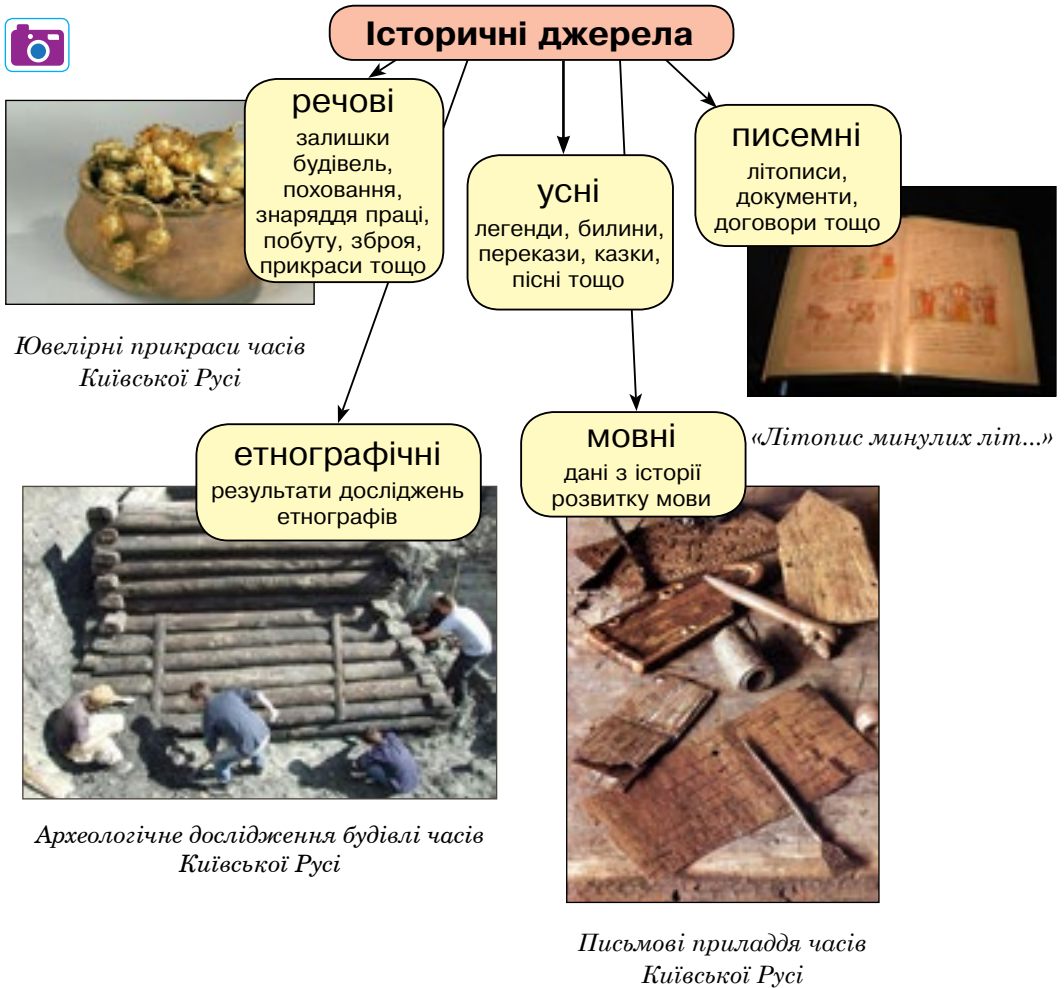 Історичні джерела
речові
залишки
будівель,
поховання,
знаряддя праці,
побуту, зброя,
прикраси тощо
усні
легенди, билини,
перекази, казки,
пісні тощо
писемні
літописи,
документи,
договори тощо
Ювелірні прикраси часів
Київської Русі
«Літопис минулих літ...»
етнографічні
результати досліджень
етнографів
мовні
дані з історії
розвитку мови
Археологічне дослідження будівлі часів
Київської Русі
Письмові приладдя часів
Київської Русі